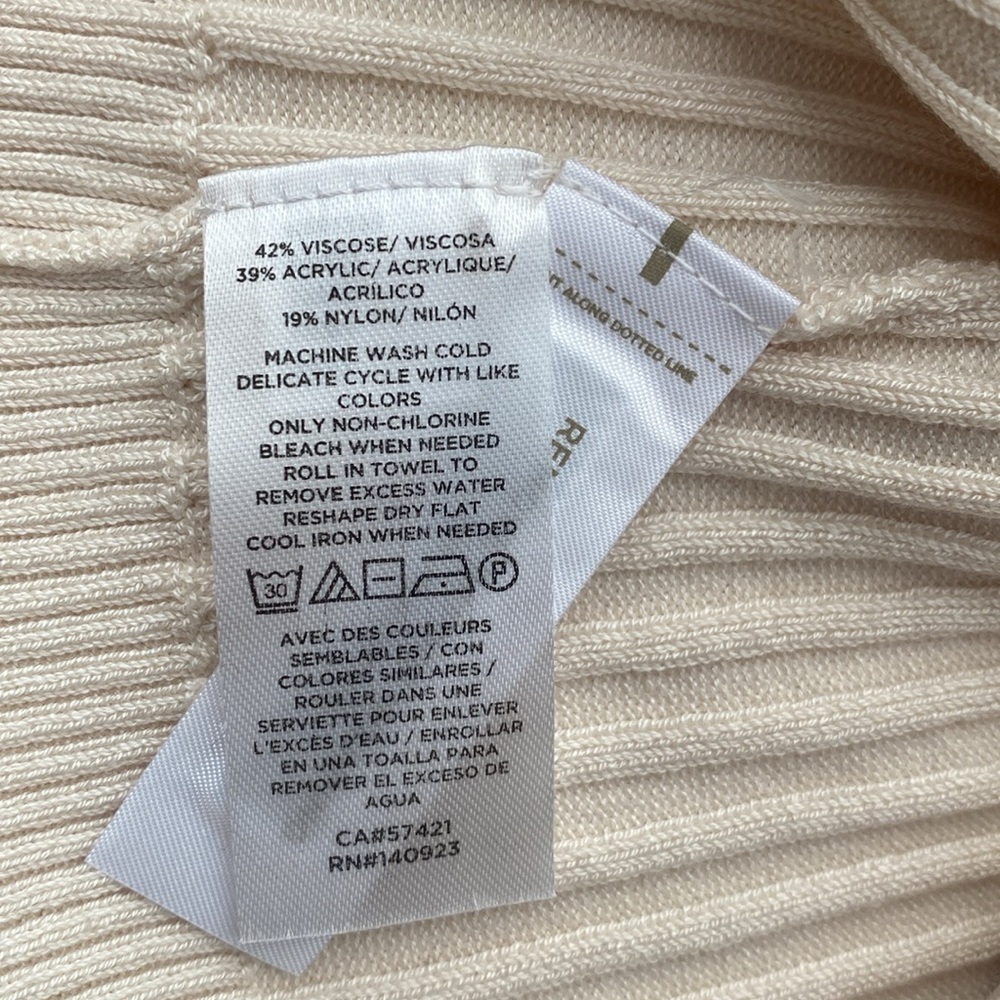 42% VISCOSE/ VISCOSA
39% ACRYLIC/ ACRYLIQUE/
ACRÍLICO
19% NYLON/ NILÓN
MACHINE WASH COLD
DELICATE CYCLE WITH LIKE
COLORS
ONLY NON-CHLORINE
BLEACH WHEN NEEDED
ROLL IN TOWEL TO
REMOVE EXCESS WATER
RESHAPE DRY FLAT
COOL IRON WHEN NEEDED
30 P
AVEC DES COULEURS
SEMBLABLES / CON
COLORES SIMILARES /
ROULER DANS UNE
SERVIETTE POUR ENLEVER
L'EXCÈS D'EAU / ENROLLAR
EN UNA TOALLA PARA
REMOVER EL EXCESO DE
AGUA
CA#57421
RN#140923
ALONG DOTTED LINE